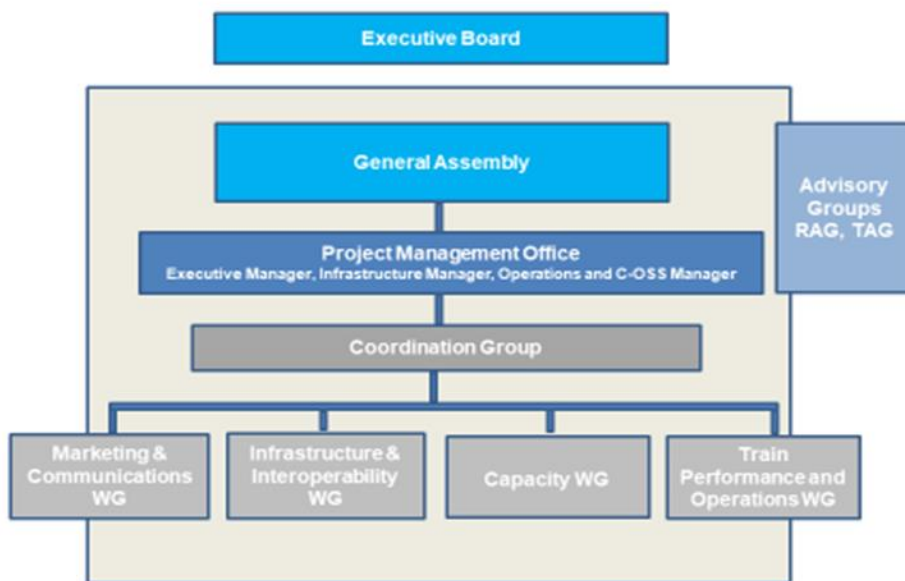 Executive Board
General Assembly
Advisory
Groups
RAG, TAG
Project Management Office
Executive Manager, Infrastructure Manager, Operations and C-OSS Manager
Coordination Group
Marketing &
Communications
WG
Infrastructure &
Interoperability
WG
Capacity WG
Train
Performance and
Operations WG